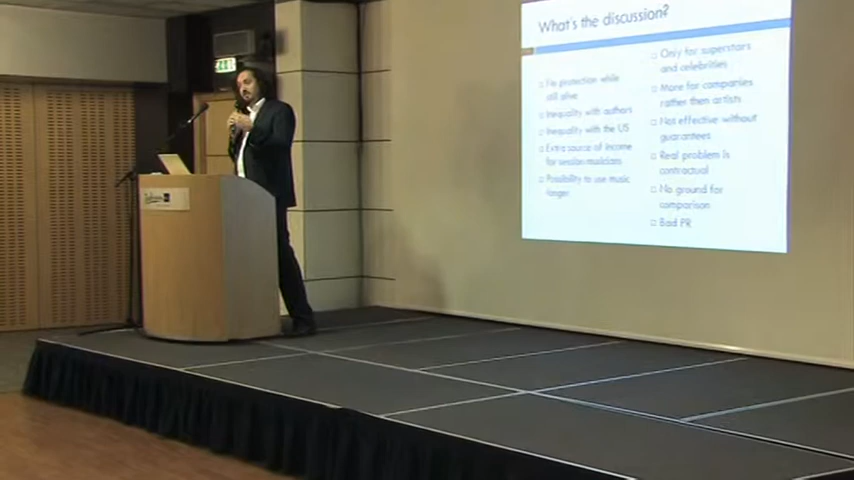 What's the discussion?
No protection while
still alive
Inequality with authors
Inequality with the US
Extra source of income
for session musicians
Possibility to use music
longer
Only for superstars
and celebrities
More for companies
rather then artists
Not effective without
guarantees
Real problem is
contractual
No ground for
comparison
Bad PR